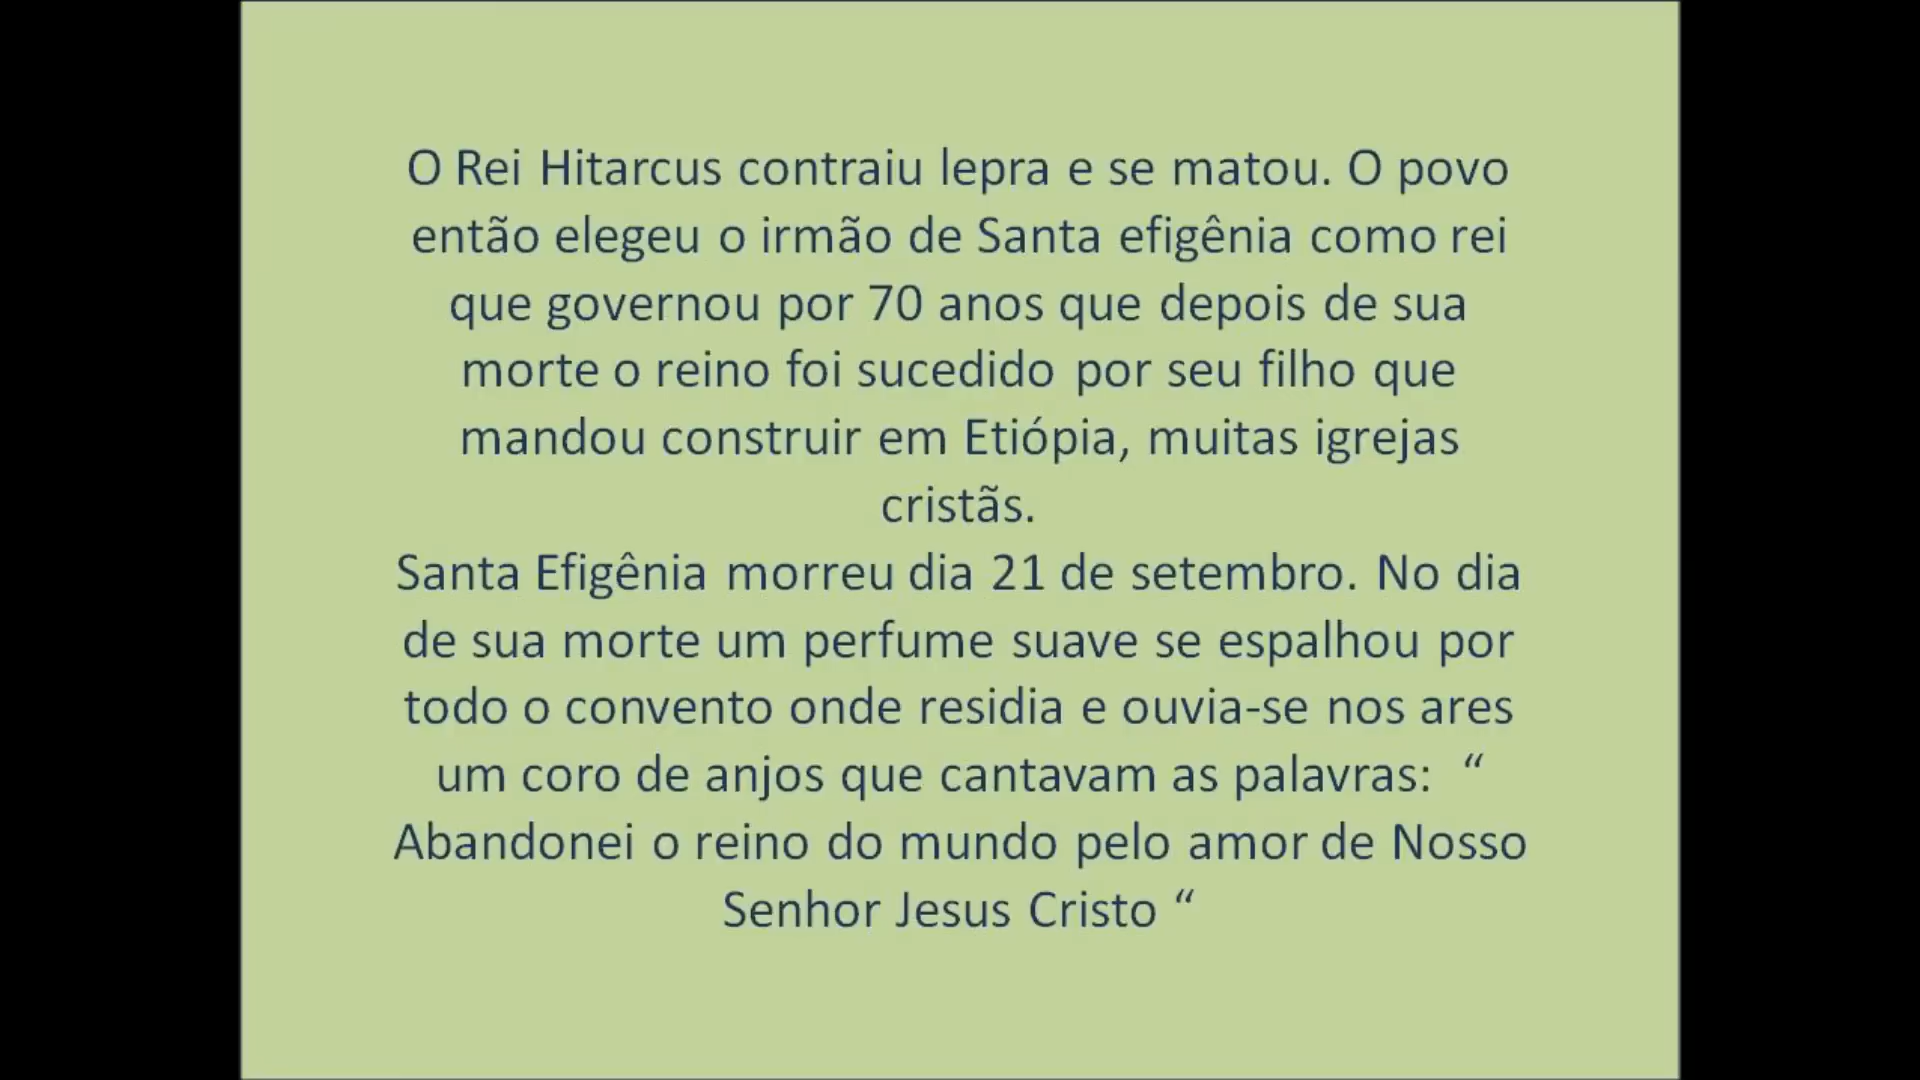 O Rei Hitarcus contraiu lepra e se matou. O povo
então elegeu o irmão de Santa efigênia como rei
que governou por 70 anos que depois de sua
morte o reino foi sucedido por seu filho que
mandou construir em Etiópia, muitas igrejas
cristãs.
Santa Efigênia morreu dia 21 de setembro. No dia
de sua morte um perfume suave se espalhou por
todo o convento onde residia e ouvia-se nos ares
um coro de anjos que cantavam as palavras: “
Abandonei o reino do mundo pelo amor de Nosso
Senhor Jesus Cristo “